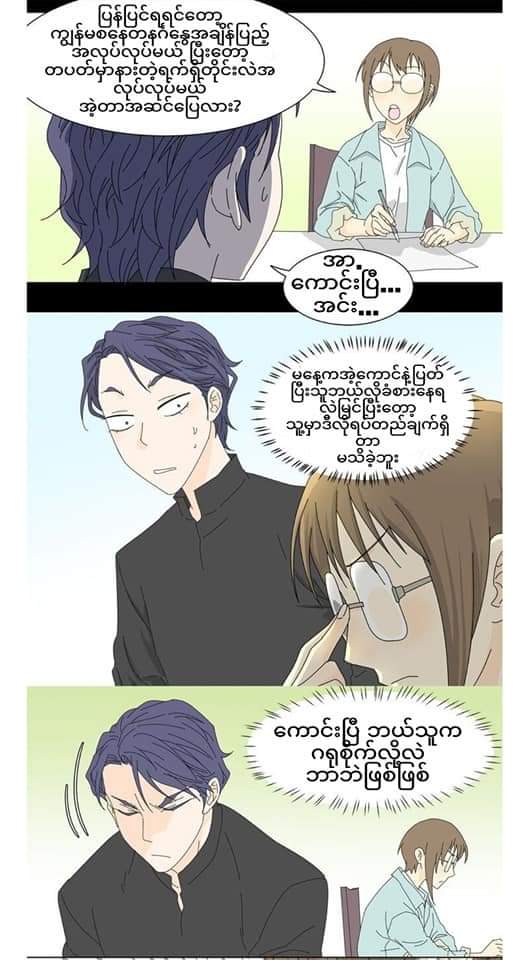 ပြန်ပြင်ရရင်တော့
ကျွန်မစနေတနင်္ဂနွေအချိန်ပြည့်
အလုပ်လုပ်မယ် ပြီးတော့
တပတ်မှာနားတဲ့ရက်ရှိတိုင်းလဲအ
လုပ်လုပ်မယ်
အဲ့တာအဆင်ပြေလား?
အာ.
ကောင်းပြီ...
အင်း...
မနေ့ကအဲ့ကောင်နဲ့ပြတ်
ပြီးသူဘယ်လိုခံစားနေရ
လဲမြင်ပြီးတော့
သူ့မှာဒီလိုရပ်တည်ချက်ရှိ
တာ
မသိခဲ့ဘူး
ကောင်းပြီ ဘယ်သူက
ဂရုစိုက်လို့လဲ
ဘာဘဲဖြစ်ဖြစ်